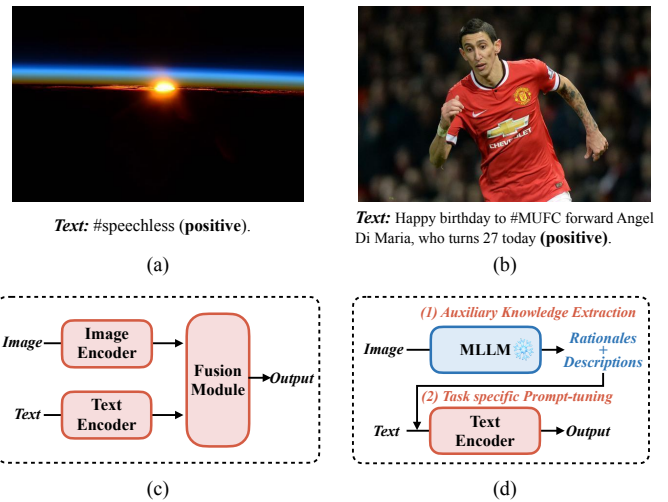 CHEVROLET
Text: #speechless (positive).
(a)
Text: Happy birthday to #MUFC forward Angel
Di Maria, who turns 27 today (positive).
(b)
Image
Image
Encoder
Text
Text
Encoder
Fusion
Module
Output
(c)
(1) Auxiliary Knowledge Extraction
Image
MLLM
Rationales
+
Descriptions
(2) Task specific Prompt-tuning
Text
Text
Encoder
Output
(d)